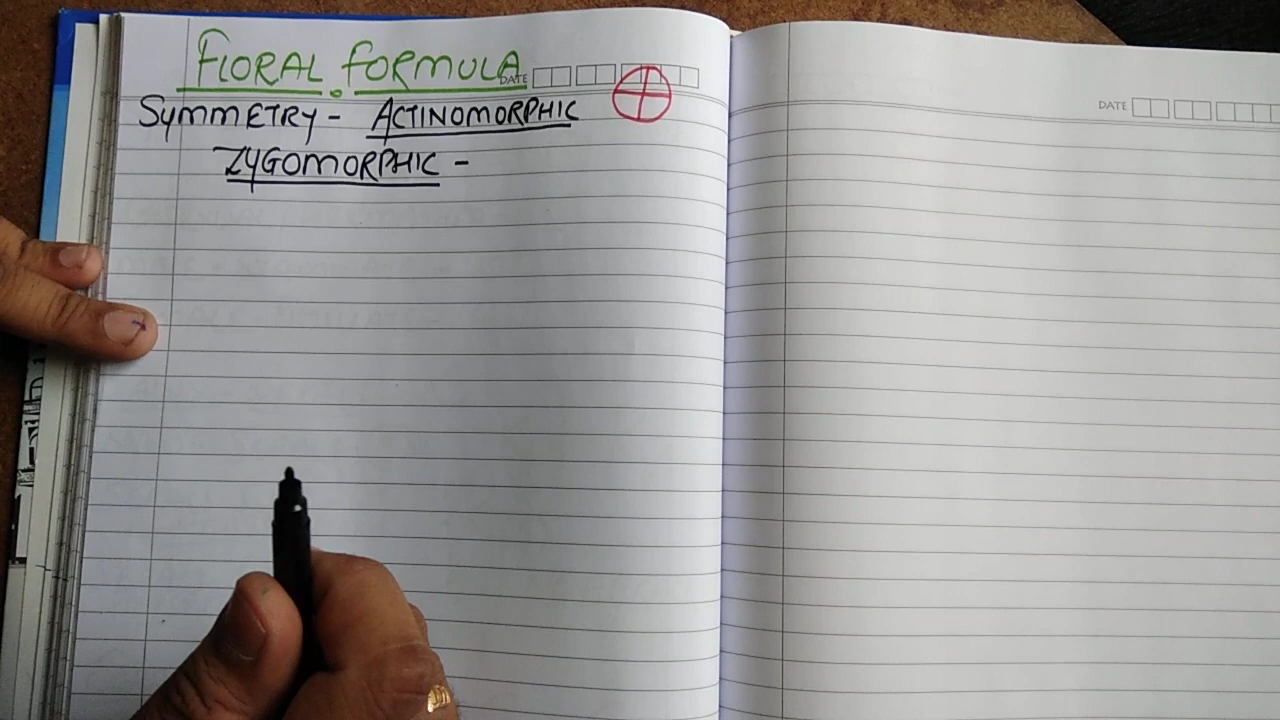 FLORAL FORMULA
DATE
SYMMETRY - ACTINOMORPHIC
ZYGOMORPHIC -
DATE